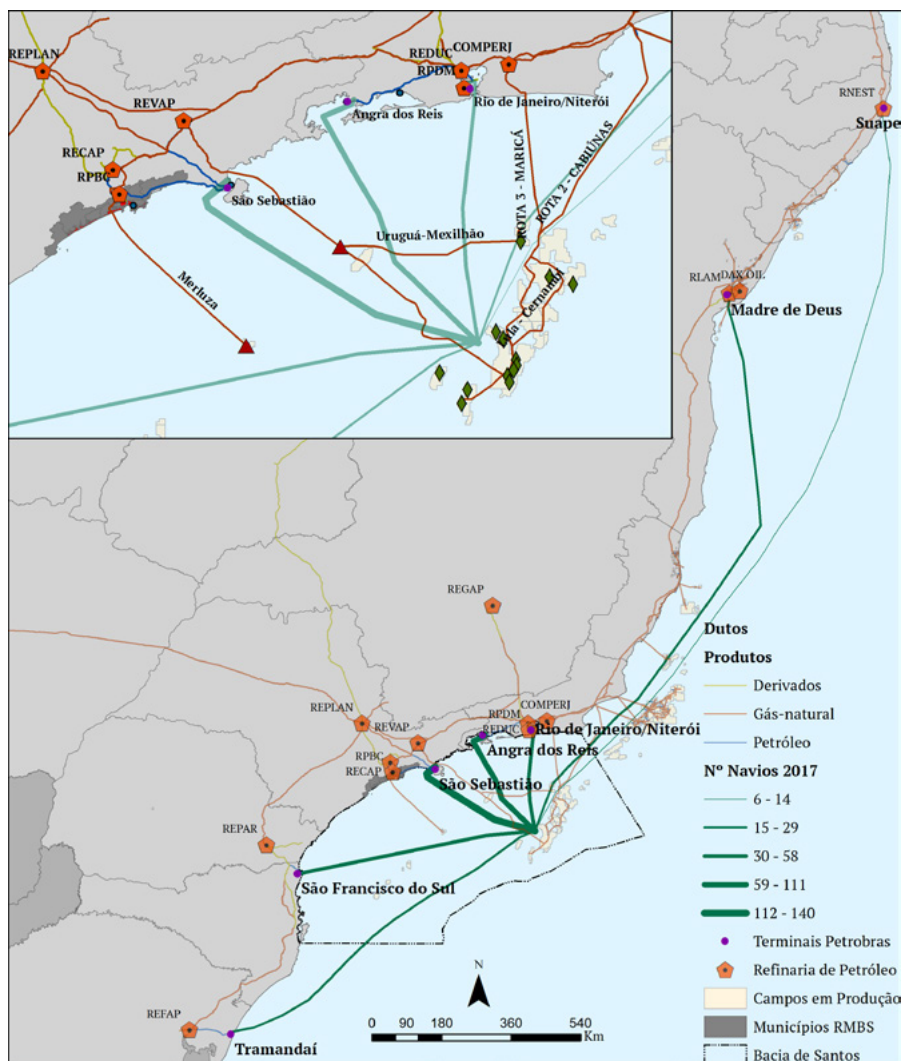 REPLAN
REDUC
COMPERJ
RPDM
REVAP
Rio de Janeiro/Niterói
Angra dos Reis
RECAP
RPBC
São Sebastião
ROTA 3 - MARICÁ
ROTA 2 - CABIÚNAS
Uruguá-Mexilhão
Merluza
Lula - Cernambi
RNEST
Suape
RLAM
DAX OIL
Madre de Deus
REGAP
REPLAN
REVAP
RPDM
COMPERJ
REDUC
Rio de Janeiro/Niterói
Angra dos Reis
RPBC
RECAP
São Sebastião
REPAR
São Francisco do Sul
REFAP
Tramandaí
N
0 90 180 360 540
Km
Dutos
Produtos
Derivados
Gás-natural
Petróleo
Nº Navios 2017
6 - 14
15 - 29
30 - 58
59 - 111
112 - 140
Terminais Petrobras
Refinaria de Petróleo
Campos em Produção
Municípios RMBS
Bacia de Santos